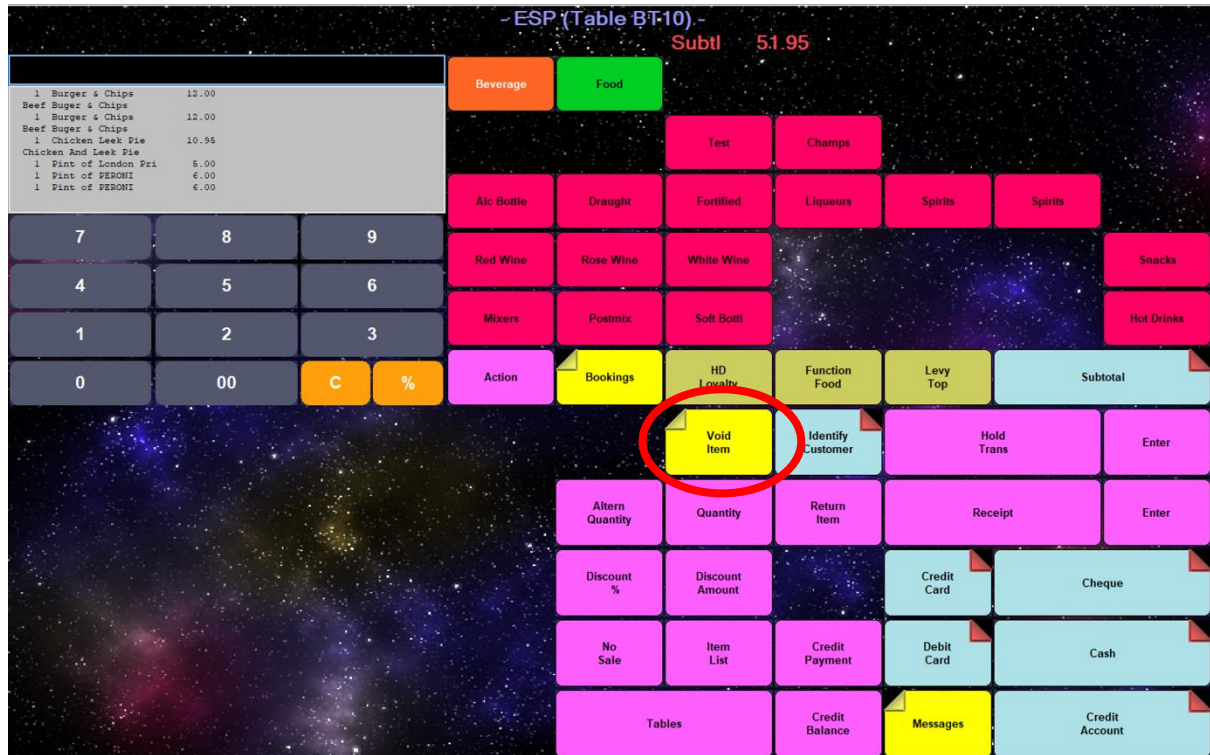 - ESP (Table BT10) -
Subtl 51.95
1 Burger & Chips 12.00
Beef Buger & Chips
1 Burger & Chips 12.00
Beef Buger & Chips
1 Chicken Leek Pie 10.95
Chicken And Leek Pie
1 Pint of London Pri 5.00
1 Pint of PERONI 6.00
1 Pint of PERONI 6.00
Beverage
Food
Test
Champs
Alc Bottle
Draught
Fortified
Liqueurs
Spirits
Spirits
7
8
9
Red Wine
Rose Wine
White Wine
Snacks
4
5
6
Mixers
Postmix
Soft Bottl
Hot Drinks
1
2
3
Action
Bookings
HD
Loyalty
Function
Food
Levy
Top
Subtotal
0
00
C
%
Void
Item
Identify
Customer
Hold
Trans
Enter
Altern
Quantity
Quantity
Return
Item
Receipt
Enter
Discount
%
Discount
Amount
Credit
Card
Cheque
No
Sale
Item
List
Credit
Payment
Debit
Card
Cash
Tables
Credit
Balance
Messages
Credit
Account